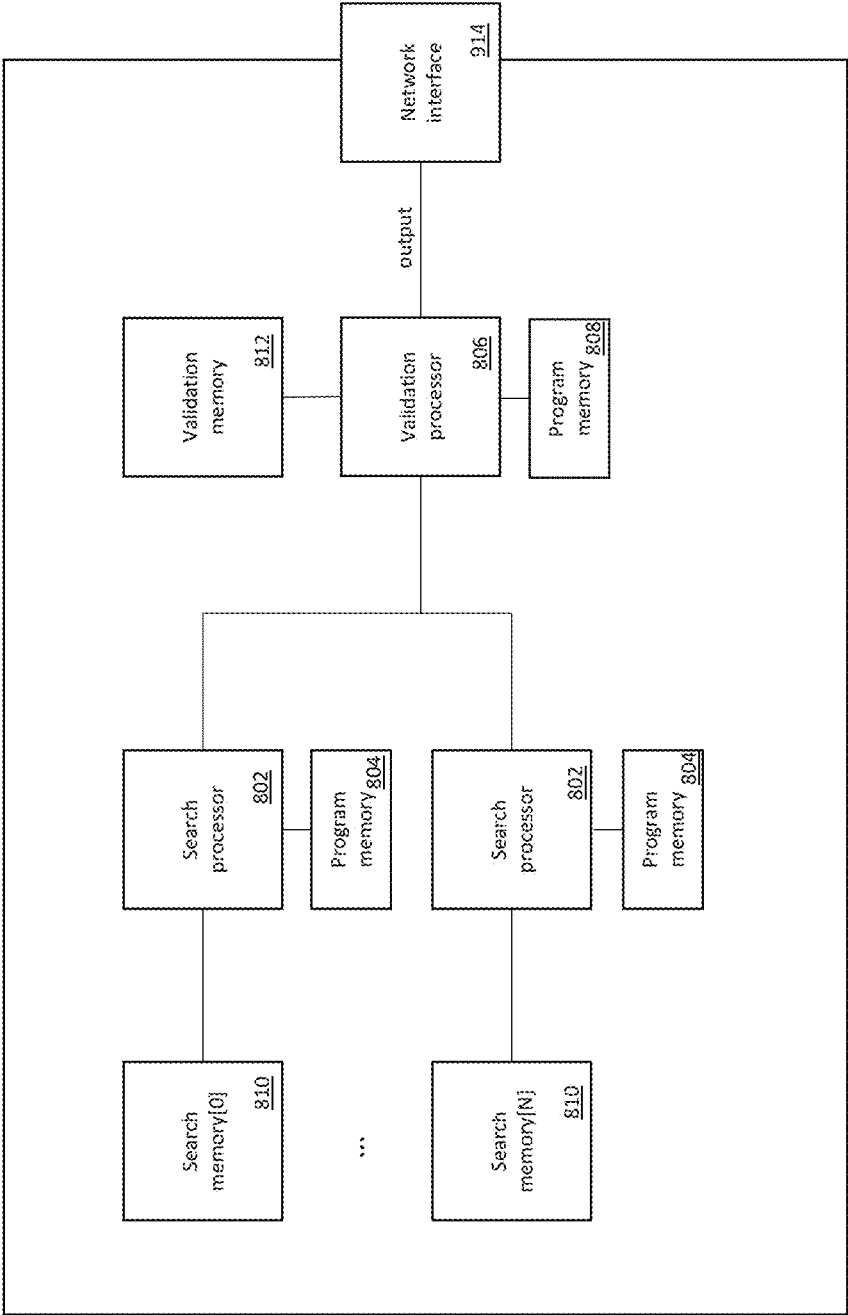 Search
memory[0]
810
Search
processor
802
Program
memory
804
...
Search
memory[N]
810
Search
processor
802
Program
memory
804
Validation
memory
812
Validation
processor
806
Program
memory
808
output
Network
interface
914